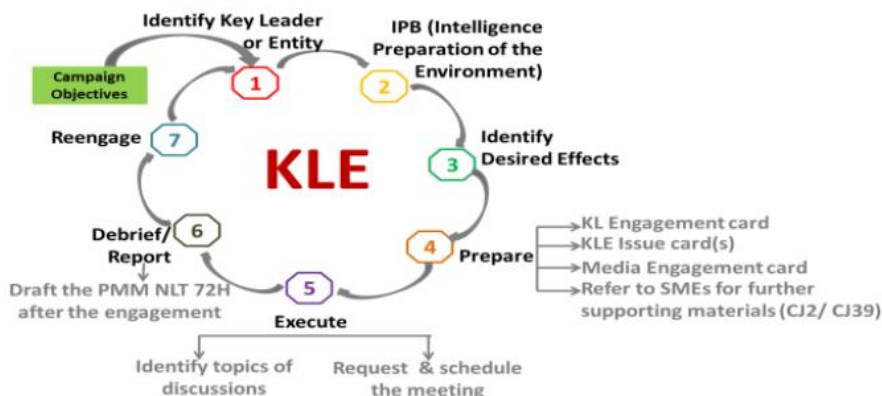 Identify Key Leader
or Entity
IPB (Intelligence
Preparation of the
Environment)
Campaign
Objectives
1
2
Reengage
7
KLE
3
Identify
Desired Effects
6
Debrief/
Report
4
Prepare
KL Engagement card
KLE Issue card(s)
Media Engagement card
Refer to SMEs for further
supporting materials (CJ2/ CJ39)
Draft the PMM NLT 72H
after the engagement
5
Execute
Identify topics of
discussions
Request & schedule
the meeting